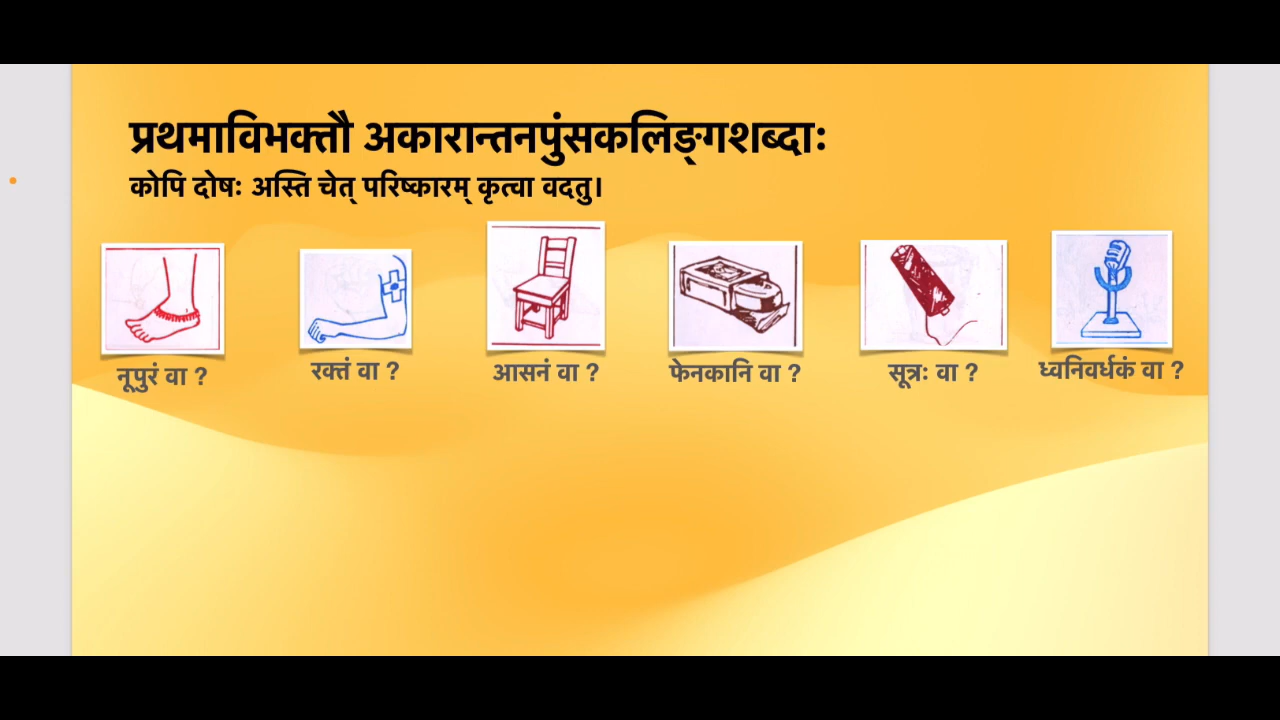 प्रथमाविभक्तौ अकारान्तनपुंसकलिङ्गशब्दाः
कोपि दोषः अस्ति चेत् परिष्कारम् कृत्वा वदतु।
नूपुरं वा ? रक्तं वा ? आसनं वा ? फेनकानि वा ? सूत्रः वा ? ध्वनिवर्धकं वा ?